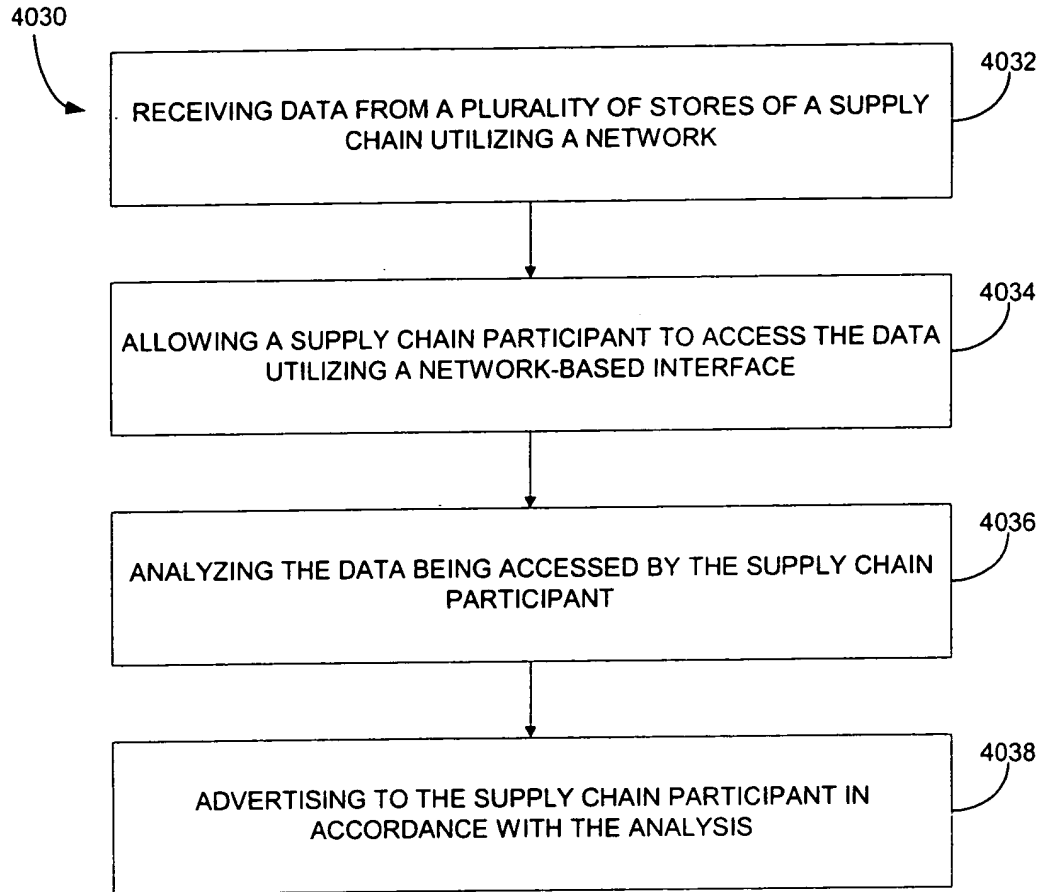 4030
4032
RECEIVING DATA FROM A PLURALITY OF STORES OF A SUPPLY
CHAIN UTILIZING A NETWORK
4034
ALLOWING A SUPPLY CHAIN PARTICIPANT TO ACCESS THE DATA
UTILIZING A NETWORK-BASED INTERFACE
4036
ANALYZING THE DATA BEING ACCESSED BY THE SUPPLY CHAIN
PARTICIPANT
4038
ADVERTISING TO THE SUPPLY CHAIN PARTICIPANT IN
ACCORDANCE WITH THE ANALYSIS